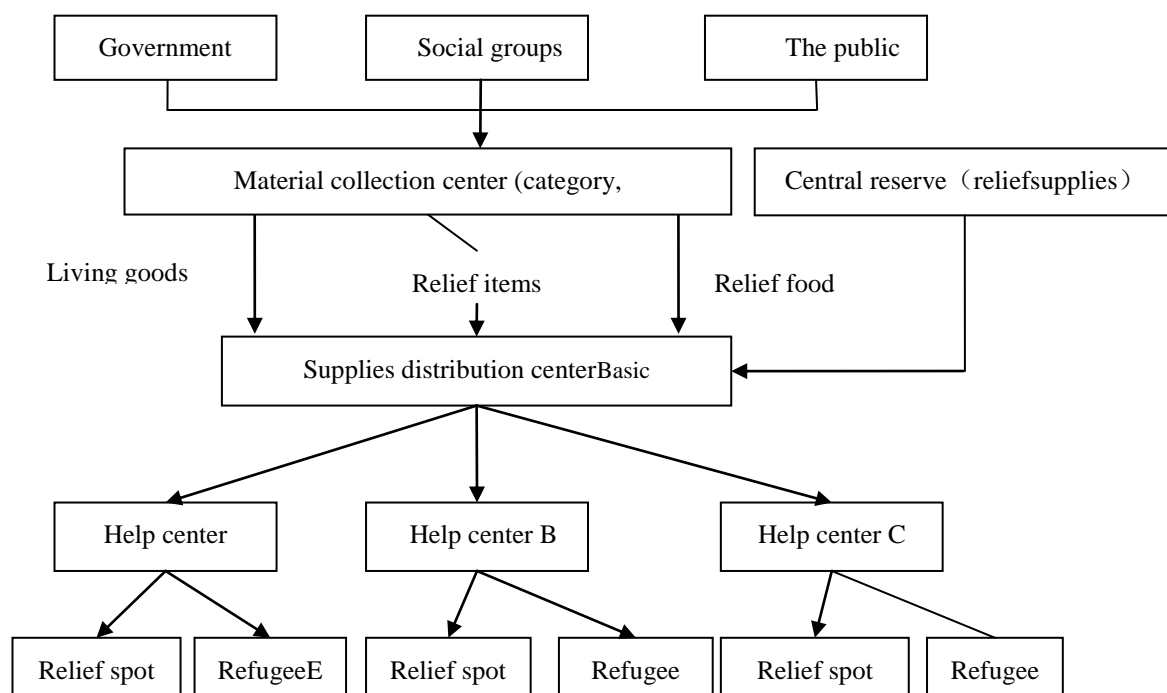 Government
Social groups
The public
Material collection center (category,
Central reserve（reliefsupplies）
Living goods
Relief items
Relief food
Supplies distribution centerBasic
Help center
Help center B
Help center C
Relief spot
RefugeeE
Relief spot
Refugee
Relief spot
Refugee